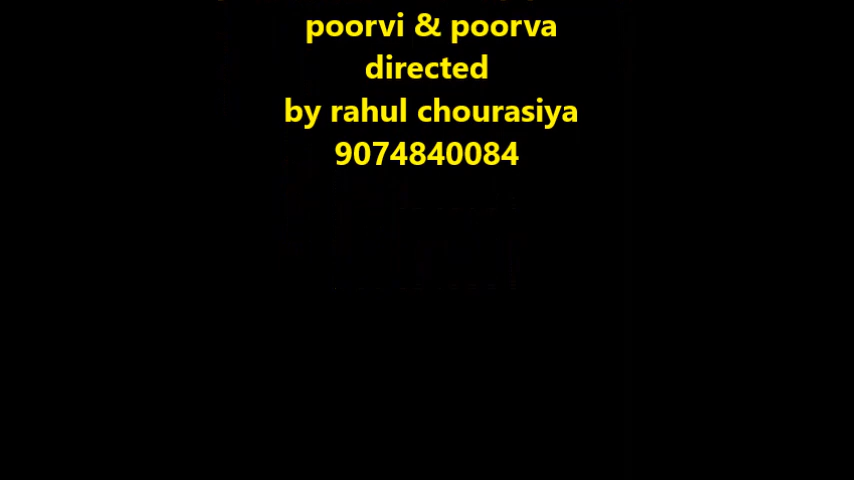 poorvi & poorva
directed
by rahul chourasiya
9074840084